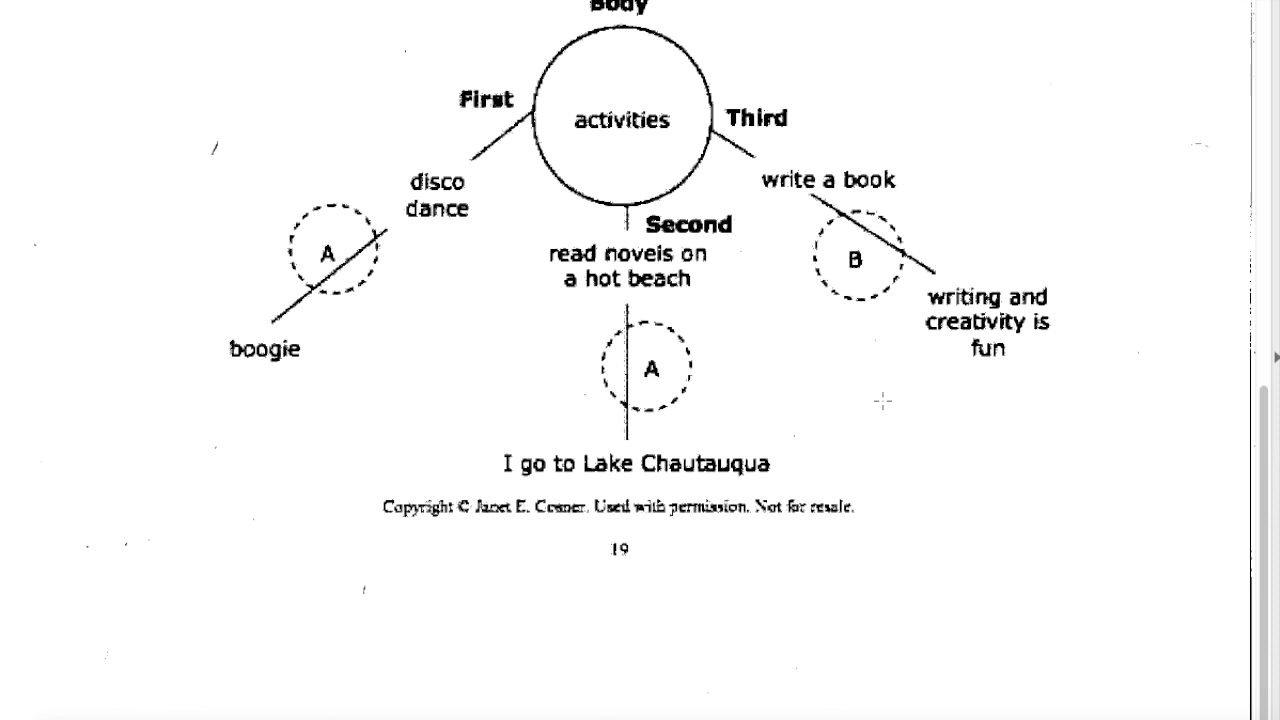 Body
First
activities
Third
disco
dance
write a book
Second
read novels on
a hot beach
A
B
writing and
creativity is
fun
boogie
A
I go to Lake Chautauqua
Copyright © Janet E. Cosner. Used with permission. Not for resale.
19